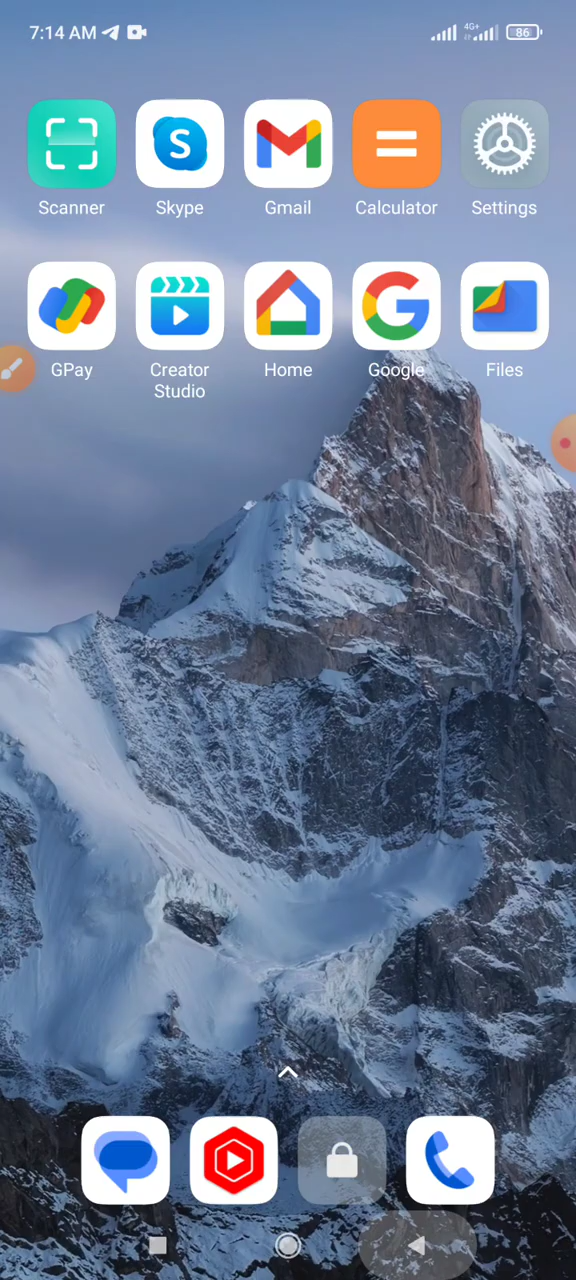 7:14 AM
4G+
86
Scanner
Skype
Gmail
Calculator
Settings
GPay
Creator
Studio
Home
Google
Files